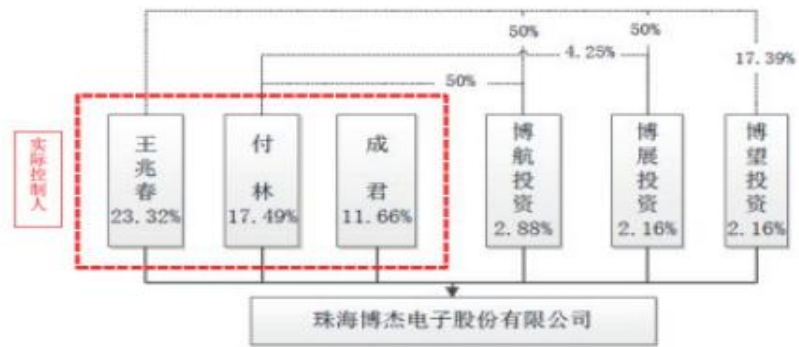 50%
50%
4.25%
17.39%
50%
实际控制人
王兆春
23.32%
付林
17.49%
成君
11.66%
博航投资
2.88%
博展投资
2.16%
博望投资
2.16%
珠海博杰电子股份有限公司